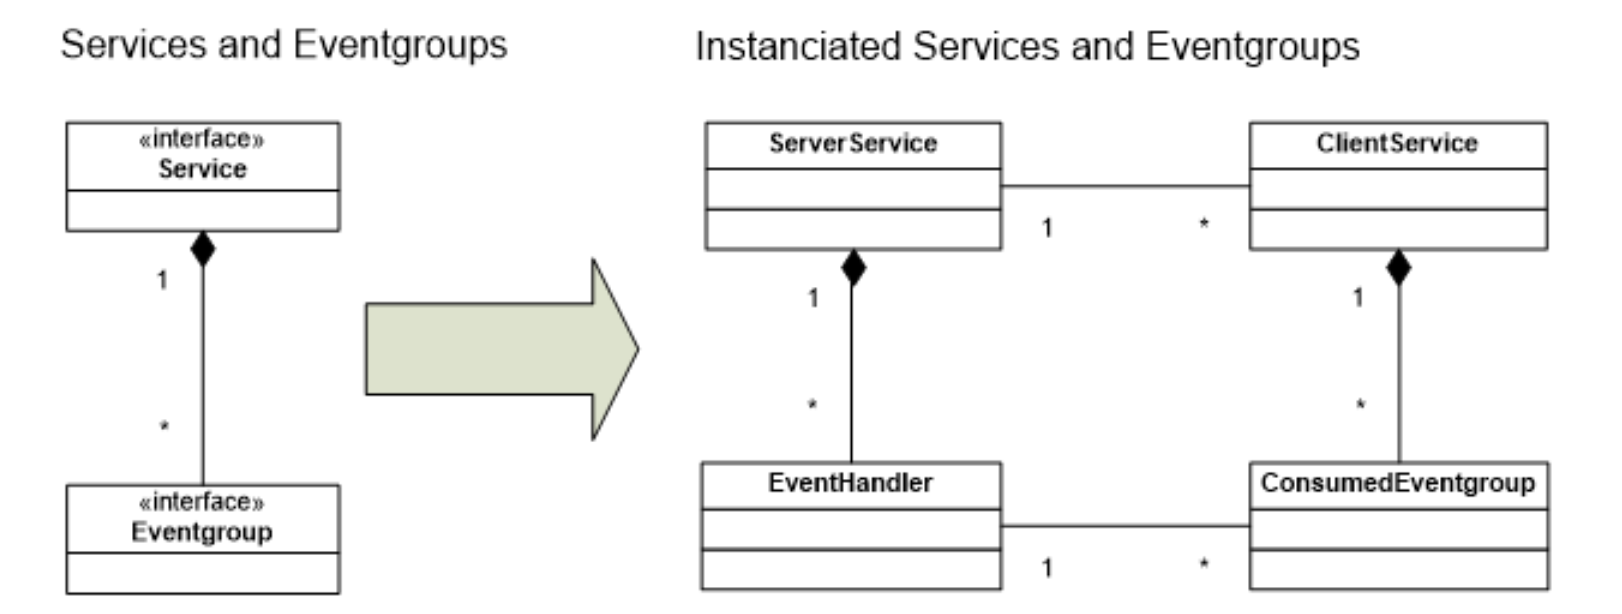 Services and Eventgroups
Instanciated Services and Eventgroups
«interface»
Service
1
*
«interface»
Eventgroup
ServerService
ClientService
1 *
1
1
*
*
EventHandler
ConsumedEventgroup
1 *